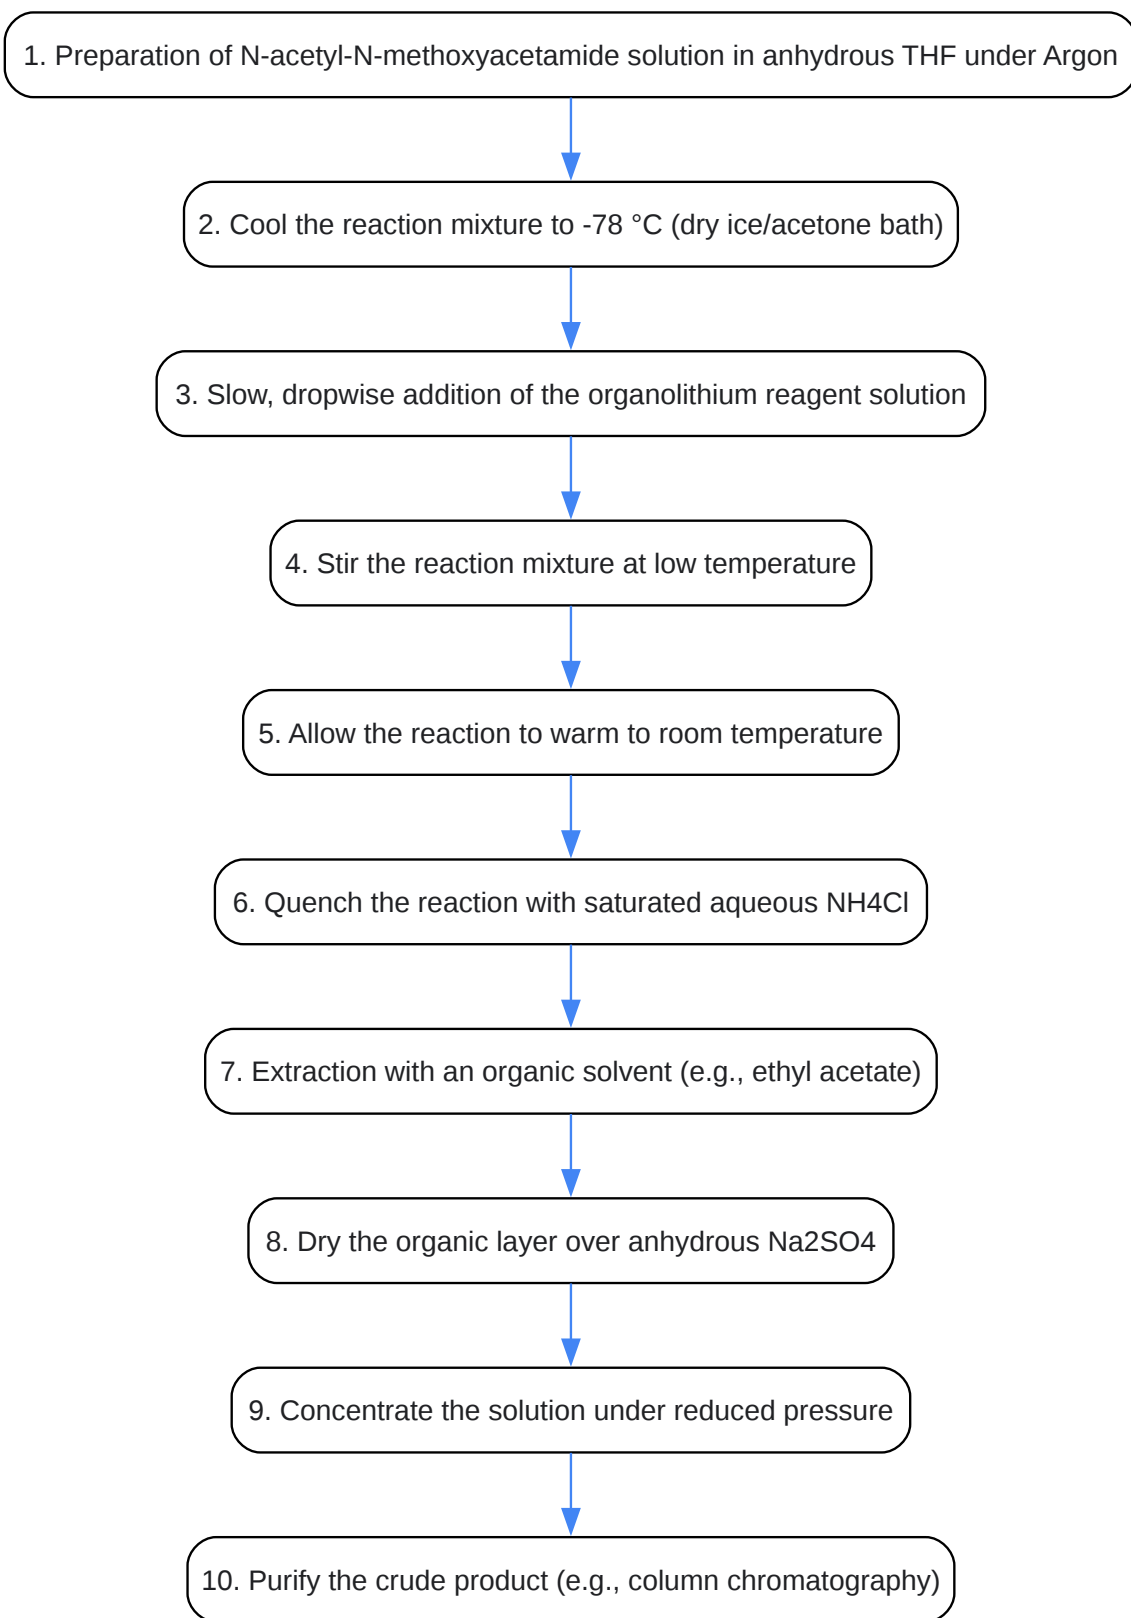 1. Preparation of N-acetyl-N-methoxyacetamide solution in anhydrous THF under Argon
2. Cool the reaction mixture to -78 °C (dry ice/acetone bath)
3. Slow, dropwise addition of the organolithium reagent solution
4. Stir the reaction mixture at low temperature
5. Allow the reaction to warm to room temperature
6. Quench the reaction with saturated aqueous NH4Cl
7. Extraction with an organic solvent (e.g., ethyl acetate)
8. Dry the organic layer over anhydrous Na2SO4
9. Concentrate the solution under reduced pressure
10. Purify the crude product (e.g., column chromatography)